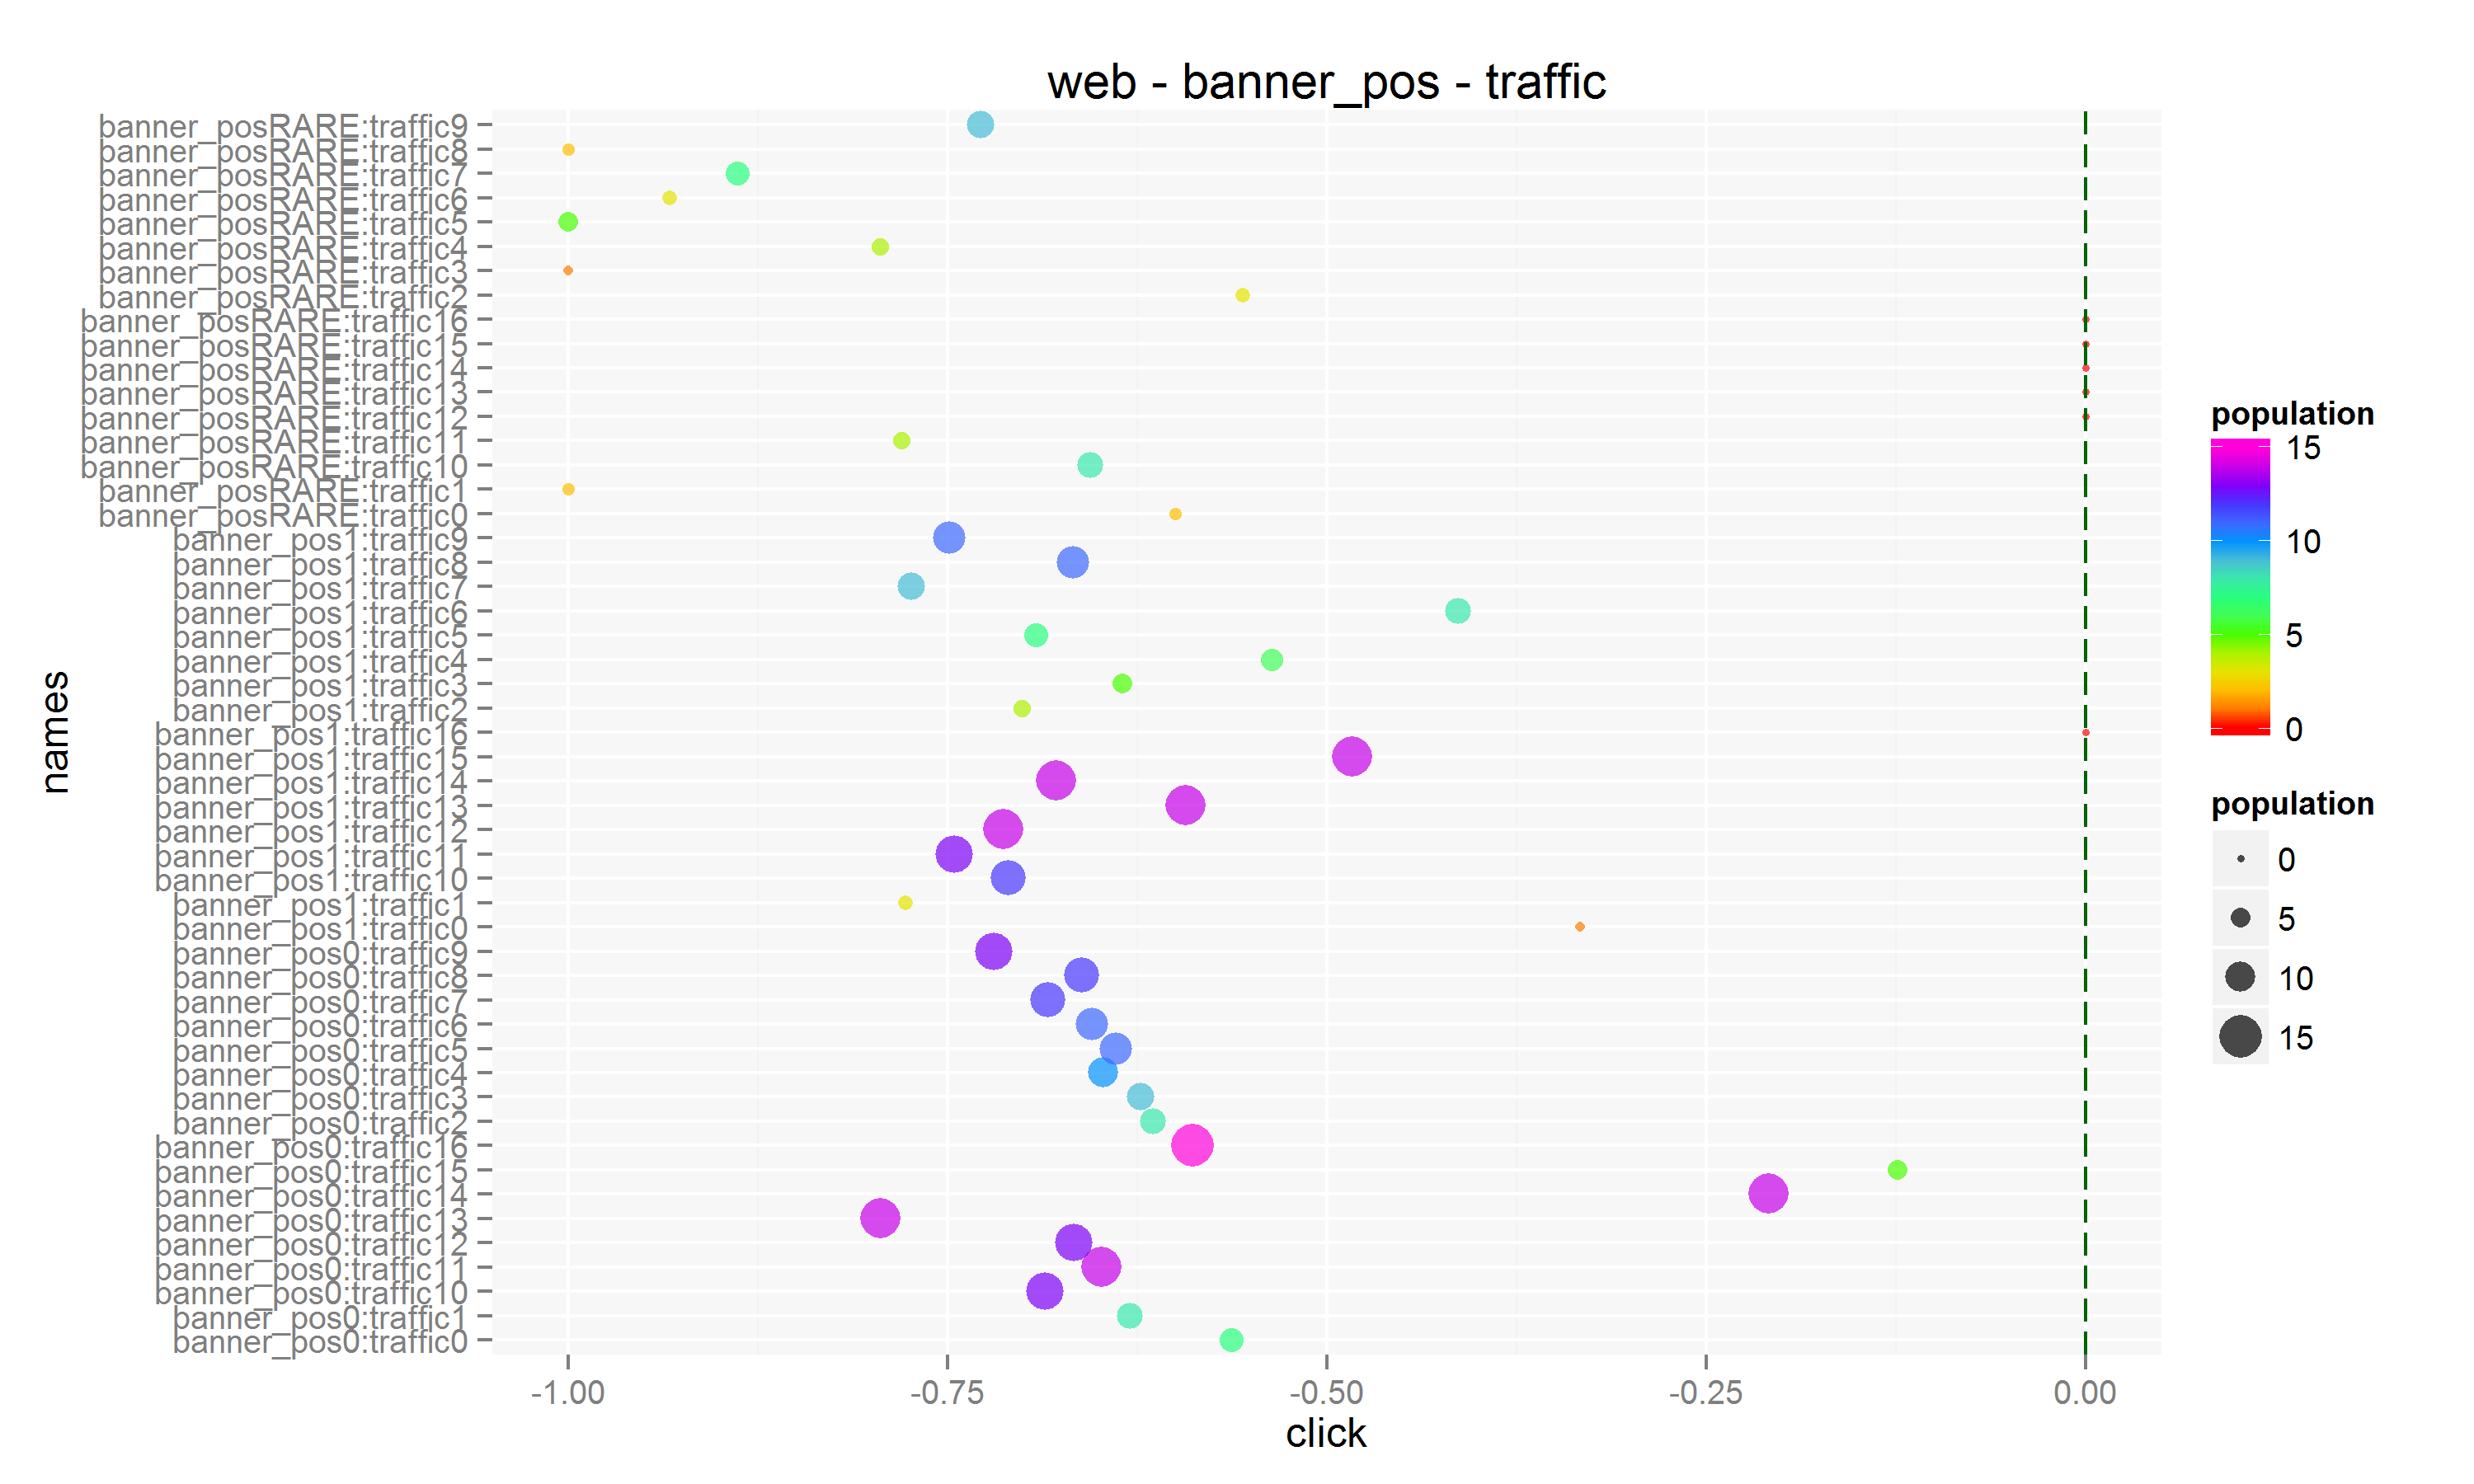 web - banner_pos - traffic
banner_posRARE:traffic9
banner_posRARE:traffic8
banner_posRARE:traffic7
banner_posRARE:traffic6
banner_posRARE:traffic5
banner_posRARE:traffic4
banner_posRARE:traffic3
banner_posRARE:traffic2
banner_posRARE:traffic16
banner_posRARE:traffic15
banner_posRARE:traffic14
banner_posRARE:traffic13
banner_posRARE:traffic12
banner_posRARE:traffic11
banner_posRARE:traffic10
banner_posRARE:traffic1
banner_posRARE:traffic0
banner_pos1:traffic9
banner_pos1:traffic8
banner_pos1:traffic7
banner_pos1:traffic6
banner_pos1:traffic5
banner_pos1:traffic4
banner_pos1:traffic3
banner_pos1:traffic2
banner_pos1:traffic16
banner_pos1:traffic15
banner_pos1:traffic14
banner_pos1:traffic13
banner_pos1:traffic12
banner_pos1:traffic11
banner_pos1:traffic10
banner_pos1:traffic1
banner_pos1:traffic0
banner_pos0:traffic9
banner_pos0:traffic8
banner_pos0:traffic7
banner_pos0:traffic6
banner_pos0:traffic5
banner_pos0:traffic4
banner_pos0:traffic3
banner_pos0:traffic2
banner_pos0:traffic16
banner_pos0:traffic15
banner_pos0:traffic14
banner_pos0:traffic13
banner_pos0:traffic12
banner_pos0:traffic11
banner_pos0:traffic10
banner_pos0:traffic1
banner_pos0:traffic0
names
-1.00 -0.75 -0.50 -0.25 0.00
click
population
15
10
5
0
population
0
5
10
15